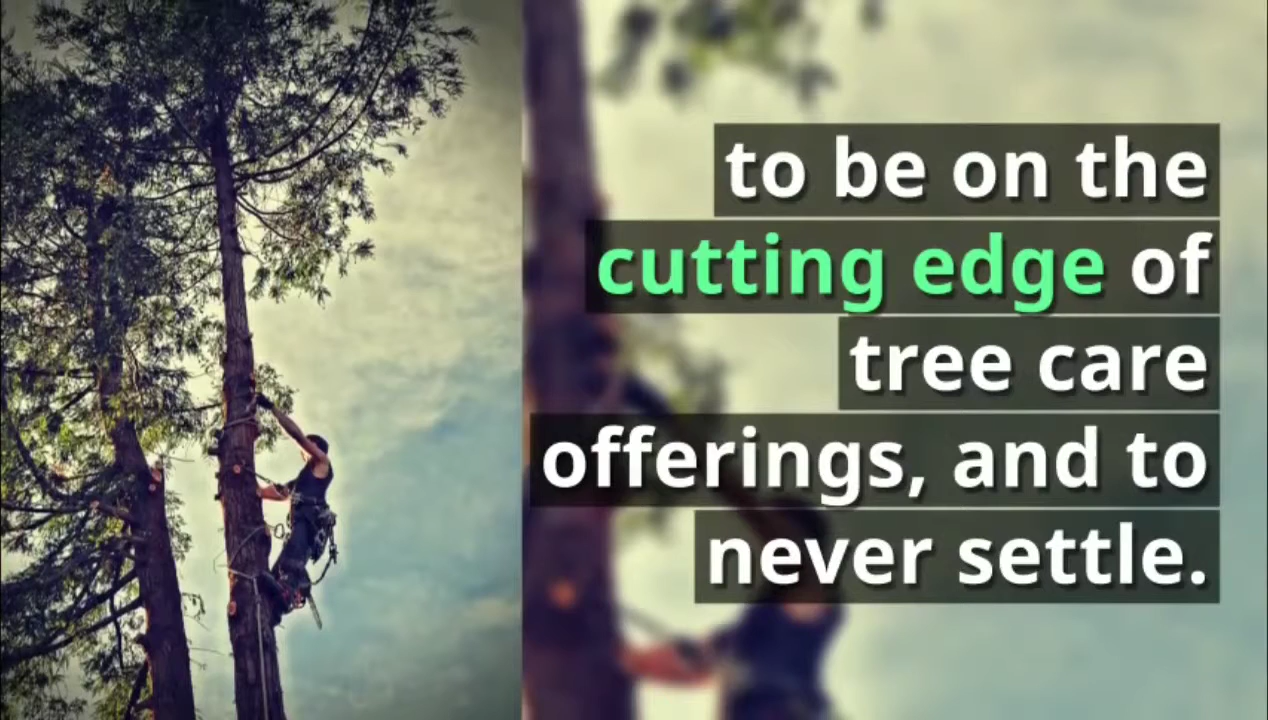 to be on the
cutting edge of
tree care
offerings, and to
never settle.